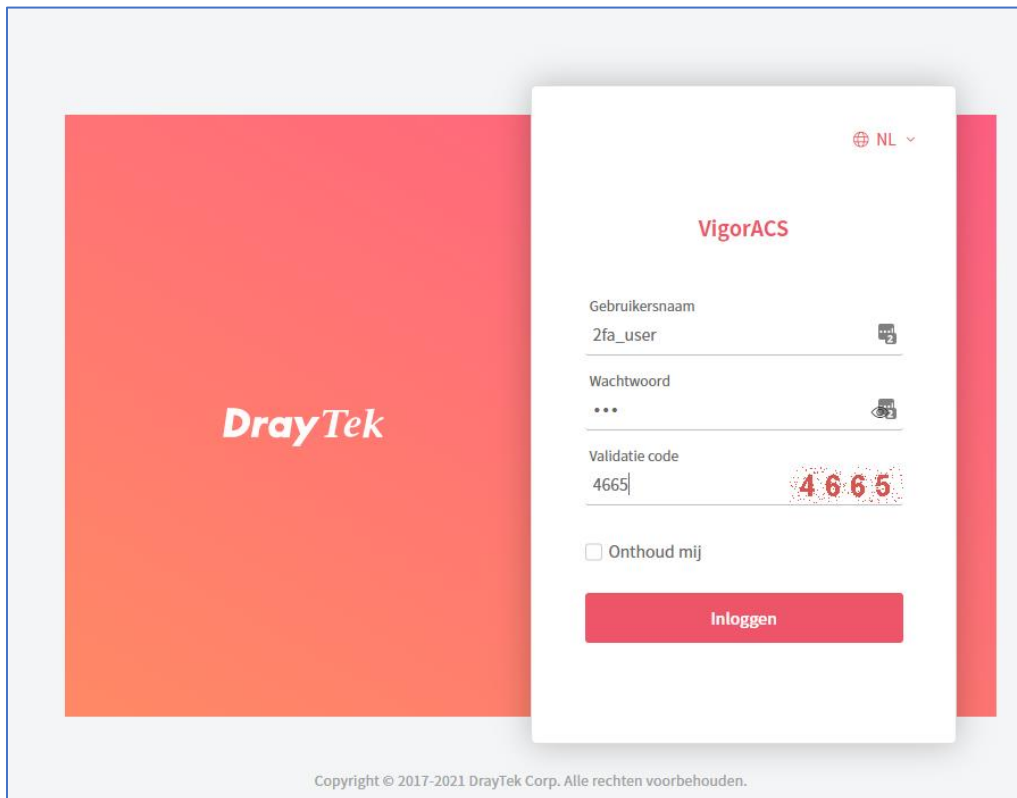 NL
VigorACS
Gebruikersnaam
2fa_user
Wachtwoord
•••
DrayTek
Validatie code
4665
4665
Onthoud mij
Inloggen
Copyright © 2017-2021 DrayTek Corp. Alle rechten voorbehouden.